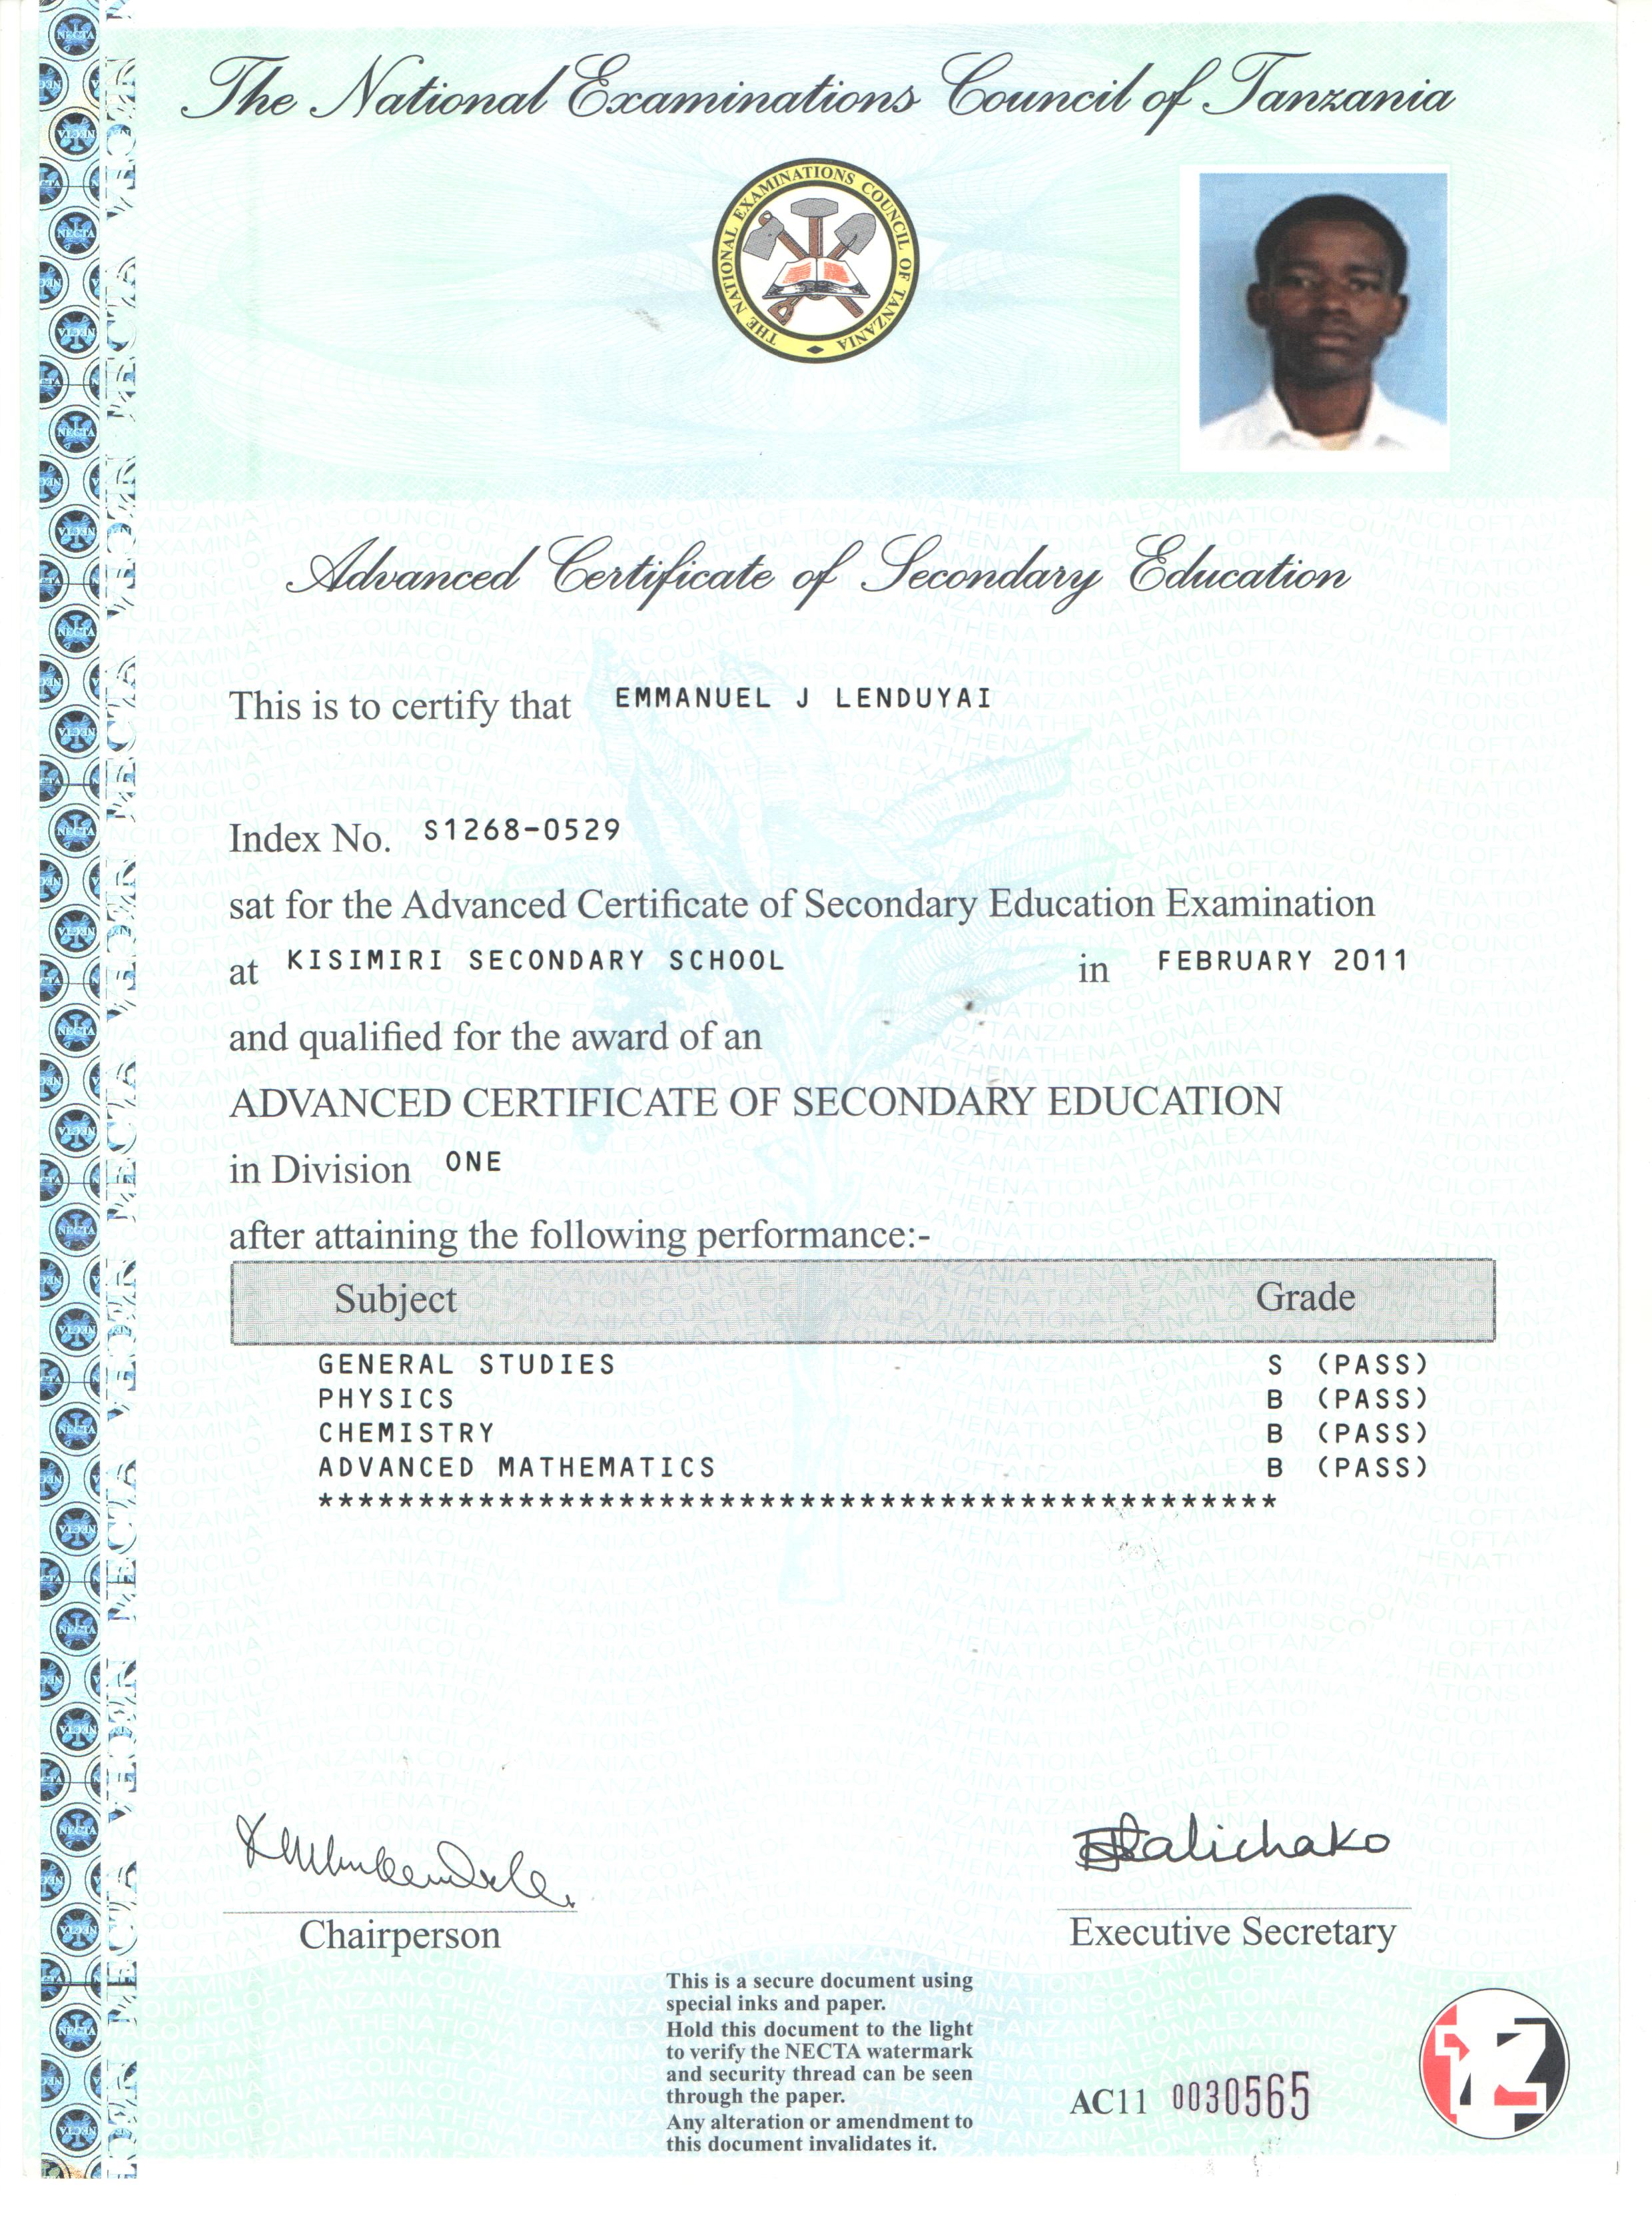 The National Examinations Council of Tanzania
THE NATIONAL EXAMINATIONS COUNCIL OF TANZANIA
Advanced Certificate of Secondary Education
This is to certify that EMMANUEL J LENDUYAI
Index No. S1268-0529
sat for the Advanced Certificate of Secondary Education Examination
at KISIMIRI SECONDARY SCHOOL in FEBRUARY 2011
and qualified for the award of an
ADVANCED CERTIFICATE OF SECONDARY EDUCATION
in Division ONE
after attaining the following performance:-
Subject Grade
GENERAL STUDIES S (PASS)
PHYSICS B (PASS)
CHEMISTRY B (PASS)
ADVANCED MATHEMATICS B (PASS)
************************************************
Chairperson
Executive Secretary
This is a secure document using
special inks and paper.
Hold this document to the light
to verify the NECTA watermark
and security thread can be seen
through the paper.
Any alteration or amendment to
this document invalidates it.
AC11 0030565